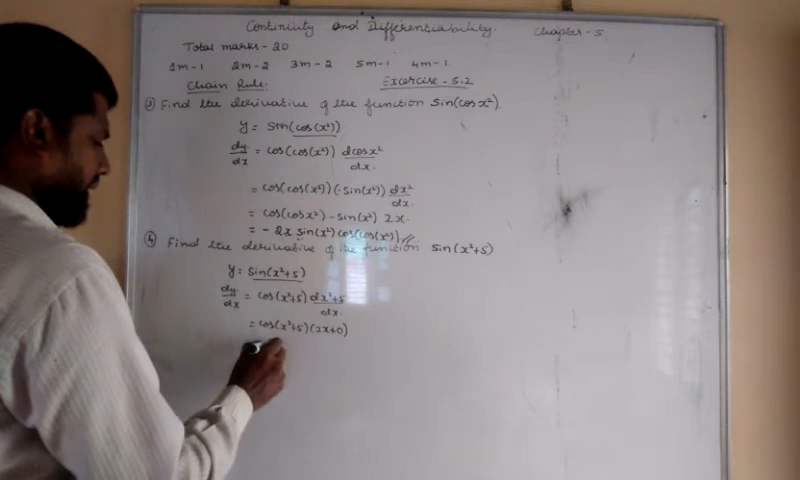 Continuity and Differentiability. Chapter - 5
Total marks - 20
1m - 1 2m - 2 3m - 2 5m - 1 4m - 1
Chain Rule: Excercise - 5.2
3) Find the derivative of the function sin(cos x²).
y = sin(cos(x²))
dy/dx = cos(cos(x²)) dcosx²/dx.
= cos(cos(x²))(-sin(x²)) dx²/dx.
= cos(cosx²) - sin(x²) 2x.
= - 2x sin(x²) cos(cos(x²))
4) Find the derivative of the function sin(x²+5)
y = sin(x²+5)
dy/dx = cos(x²+5) dx²+5/dx.
= cos(x²+5)(2x+0)